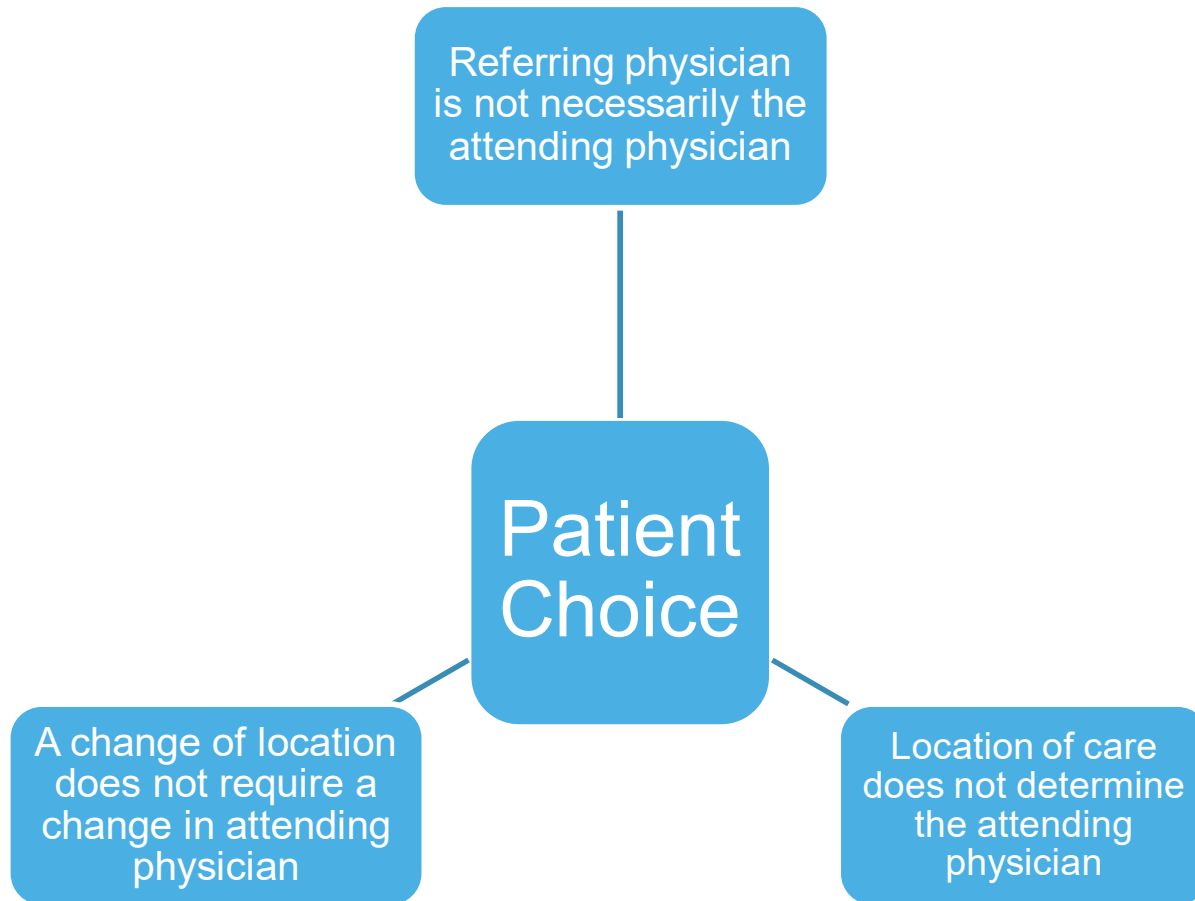 Referring physician
is not necessarily the
attending physician
Patient
Choice
A change of location
does not require a
change in attending
physician
Location of care
does not determine
the attending
physician